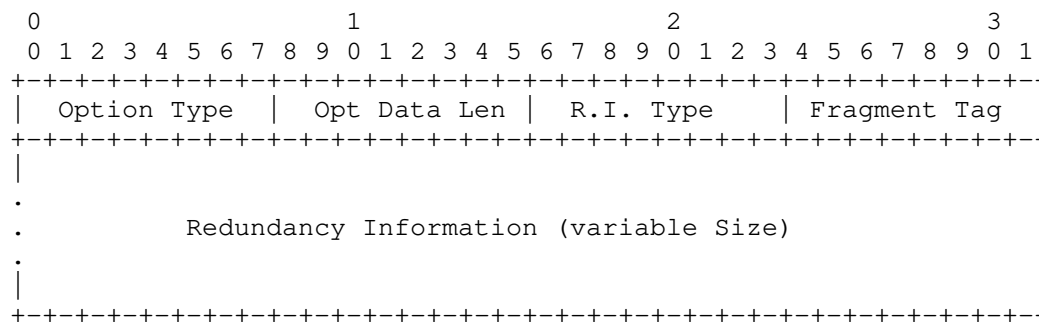 0                   1                   2                   3
 0 1 2 3 4 5 6 7 8 9 0 1 2 3 4 5 6 7 8 9 0 1 2 3 4 5 6 7 8 9 0 1
+-+-+-+-+-+-+-+-+-+-+-+-+-+-+-+-+-+-+-+-+-+-+-+-+-+-+-+-+-+-+-+-
|  Option Type  |  Opt Data Len |  R.I. Type    | Fragment Tag
+-+-+-+-+-+-+-+-+-+-+-+-+-+-+-+-+-+-+-+-+-+-+-+-+-+-+-+-+-+-+-+-
|
.
.          Redundancy Information (variable Size)
.
|
+-+-+-+-+-+-+-+-+-+-+-+-+-+-+-+-+-+-+-+-+-+-+-+-+-+-+-+-+-+-+-+-